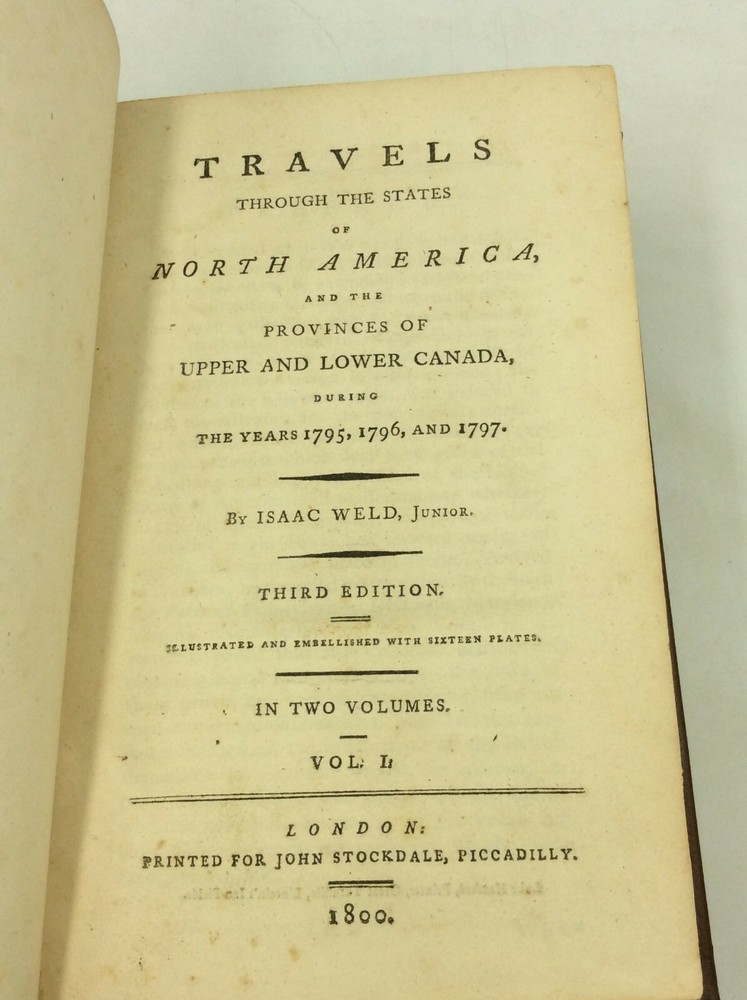 TRAVELS
THROUGH THE STATES
OF
NORTH AMERICA,
AND THE
PROVINCES OF
UPPER AND LOWER CANADA,
DURING
THE YEARS 1795, 1796, AND 1797.
By ISAAC WELD, Junior.
THIRD EDITION.
ILLUSTRATED AND EMBELLISHED WITH SIXTEEN PLATES.
IN TWO VOLUMES.
VOL. I.
LONDON:
PRINTED FOR JOHN STOCKDALE, PICCADILLY.
1800.